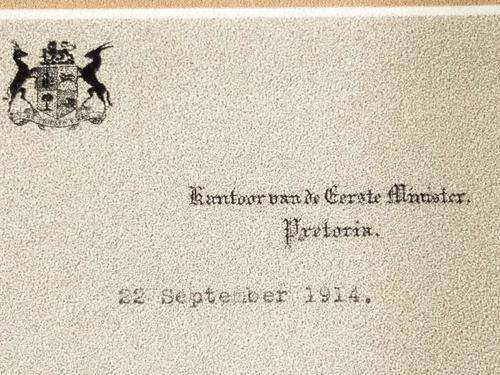 Kantoor van de Eerste Minister.
Pretoria.
22 September 1914.